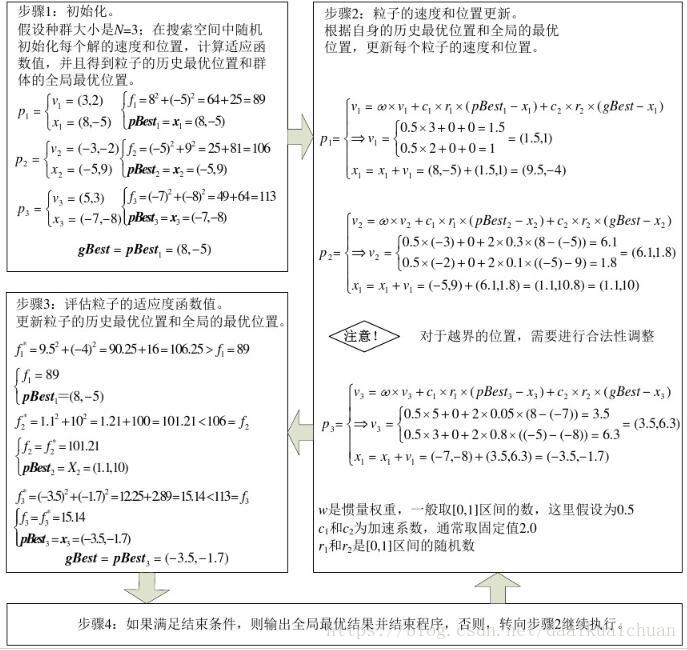 步骤1：初始化。
假设种群大小是N=3；在搜索空间中随机
初始化每个解的速度和位置，计算适应函
数值，并且得到粒子的历史最优位置和群
体的全局最优位置。
p₁ = { v₁ = (3,2) { f₁ = 8² + (−5)² = 64 + 25 = 89
x₁ = (8,−5) pBest₁ = x₁ = (8,−5)
p₂ = { v₂ = (−3,−2) { f₂ = (−5)² + 9² = 25 + 81 = 106
x₂ = (−5,9) pBest₂ = x₂ = (−5,9)
p₃ = { v₃ = (5,3) { f₃ = (−7)² + (−8)² = 49 + 64 = 113
x₃ = (−7,−8) pBest₃ = x₃ = (−7,−8)
gBest = pBest₁ = (8,−5)
步骤2：粒子的速度和位置更新。
根据自身的历史最优位置和全局的最优
位置，更新每个粒子的速度和位置。
p₁= { v₁ = ω×v₁ + c₁×r₁×(pBest₁−x₁) + c₂×r₂×(gBest−x₁)
⇒ v₁ = { 0.5×3+0+0 = 1.5
0.5×2+0+0 = 1 = (1.5,1)
x₁ = x₁ + v₁ = (8,−5) + (1.5,1) = (9.5,−4)
p₂= { v₂ = ω×v₂ + c₁×r₁×(pBest₂−x₂) + c₂×r₂×(gBest−x₂)
⇒ v₂ = { 0.5×(−3)+0+2×0.3×(8−(−5)) = 6.1
0.5×(−2)+0+2×0.1×((−5)−9) = 1.8 = (6.1,1.8)
x₁ = x₁ + v₁ = (−5,9) + (6.1,1.8) = (1.1,10.8) = (1.1,10)
注意！ 对于越界的位置，需要进行合法性调整
p₃= { v₃ = ω×v₃ + c₁×r₁×(pBest₃−x₃) + c₂×r₂×(gBest−x₃)
⇒ v₃ = { 0.5×5+0+2×0.05×(8−(−7)) = 3.5
0.5×3+0+2×0.8×((−5)−(−8)) = 6.3 = (3.5,6.3)
x₁ = x₁ + v₁ = (−7,−8) + (3.5,6.3) = (−3.5,−1.7)
w是惯量权重，一般取[0,1]区间的数，这里假设为0.5
c₁和c₂为加速系数，通常取固定值2.0
r₁和r₂是[0,1]区间的随机数
步骤3：评估粒子的适应度函数值。
更新粒子的历史最优位置和全局的最优位置。
f₁* = 9.5² + (−4)² = 90.25 + 16 = 106.25 > f₁ = 89
{ f₁ = 89
pBest₁ = (8,−5)
f₂* = 1.1² + 10² = 1.21 + 100 = 101.21 < 106 = f₂
{ f₂ = f₂* = 101.21
pBest₂ = X₂ = (1.1,10)
f₃* = (−3.5)² + (−1.7)² = 12.25 + 2.89 = 15.14 < 113 = f₃
{ f₃ = f₃* = 15.14
pBest₃ = x₃ = (−3.5,−1.7)
gBest = pBest₃ = (−3.5,−1.7)
步骤4：如果满足结束条件，则输出全局最优结果并结束程序，否则，转向步骤2继续执行。
https://blog.csdn.net/daaikuaichuan